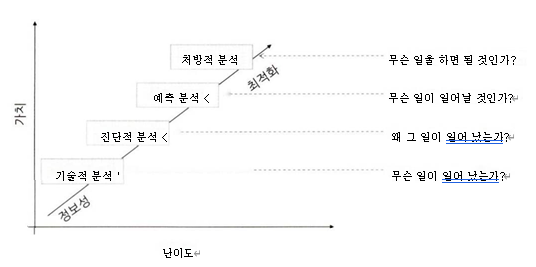 처방적 분석
무슨 일을 하면 될 것인가?
최적화
예측 분석
무슨 일이 일어날 것인가?
가치
진단적 분석
왜 그 일이 일어 났는가?
기술적 분석
무슨 일이 일어 났는가?
정보성
난이도